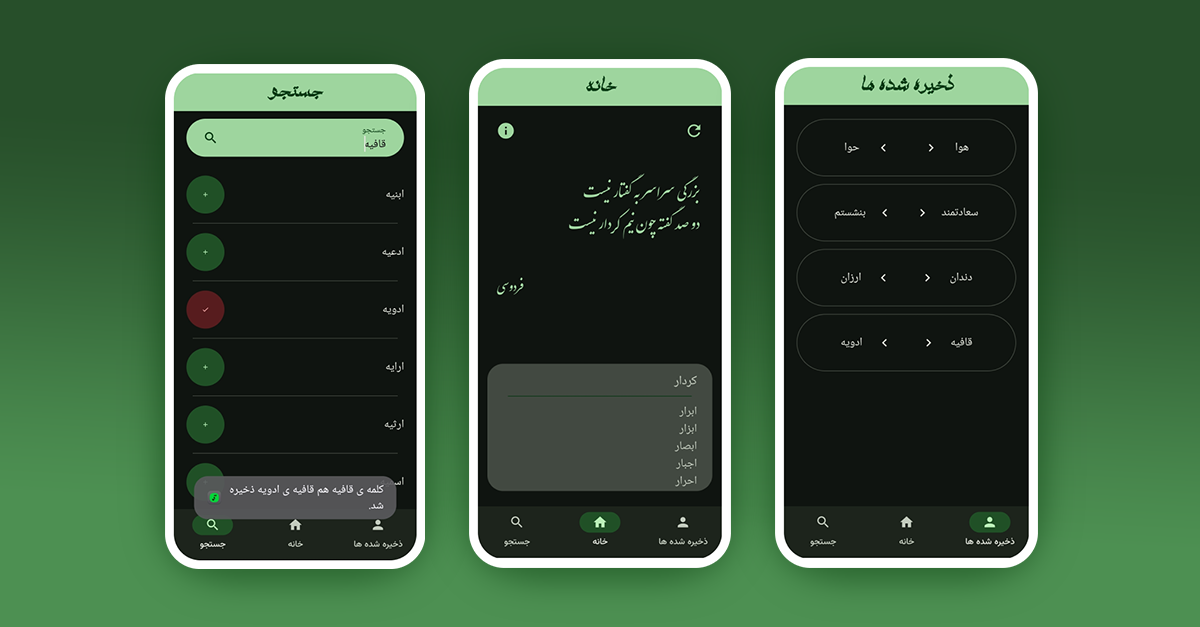 جستجو
جستجو
قافیه
ابنیه
ادعیه
ادویه
ارایه
ارثیه
کلمه ی قافیه هم قافیه ی ادویه ذخیره
شد.
ذخیره شده ها
خانه
جستجو
خانه
بزرگی سراسر به گفتار نیست
دو صد گفته چون نیم کردار نیست
فردوسی
کردار
ابرار
ابزار
ابصار
اجبار
احرار
ذخیره شده ها
خانه
جستجو
ذخیره شده ها
هوا > < حوا
سعادتمند > < بنشستم
دندان > < ارزان
قافیه > < ادویه
ذخیره شده ها
خانه
جستجو